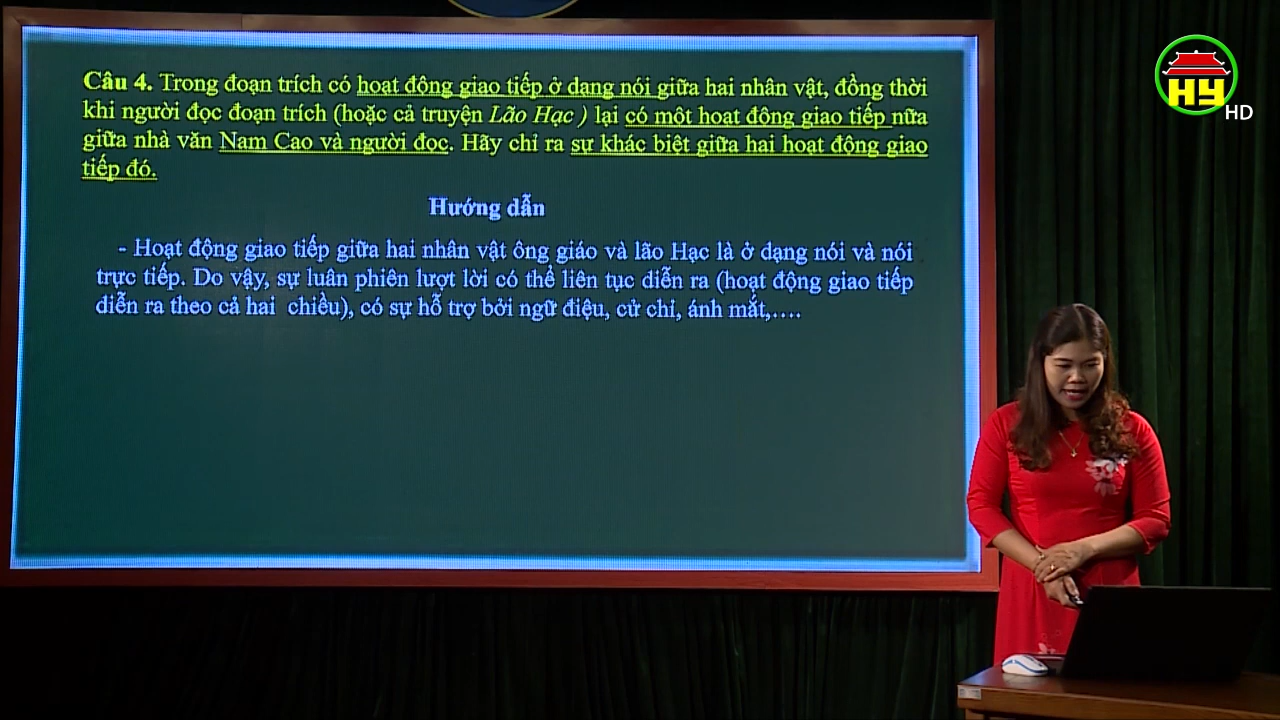 Câu 4. Trong đoạn trích có hoạt động giao tiếp ở dạng nói giữa hai nhân vật, đồng thời
khi người đọc đoạn trích (hoặc cả truyện Lão Hạc ) lại có một hoạt động giao tiếp nữa
giữa nhà văn Nam Cao và người đọc. Hãy chỉ ra sự khác biệt giữa hai hoạt động giao
tiếp đó.
Hướng dẫn
- Hoạt động giao tiếp giữa hai nhân vật ông giáo và lão Hạc là ở dạng nói và nói
trực tiếp. Do vậy, sự luân phiên lượt lời có thể liên tục diễn ra (hoạt động giao tiếp
diễn ra theo cả hai chiều), có sự hỗ trợ bởi ngữ điệu, cử chỉ, ánh mắt,….
HY
HD